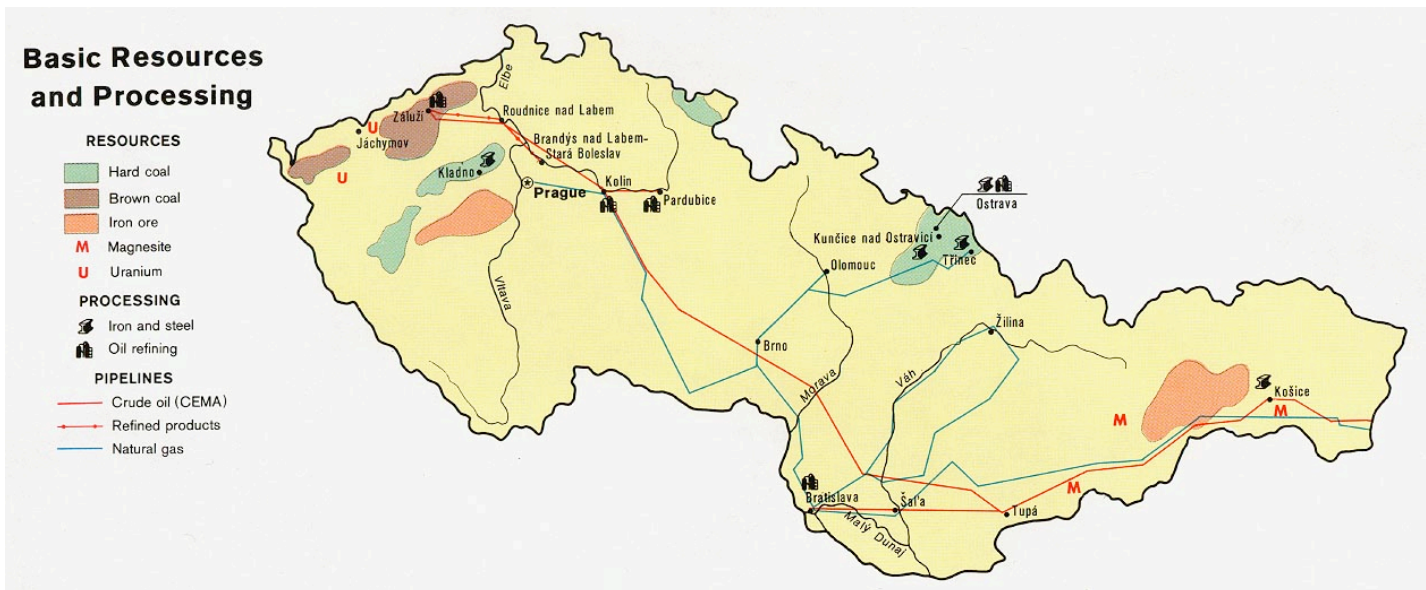 Basic Resources
and Processing
RESOURCES
Hard coal
Brown coal
Iron ore
M Magnesite
U Uranium
PROCESSING
Iron and steel
Oil refining
PIPELINES
Crude oil (CEMA)
Refined products
Natural gas
Elbe
Záluží
Roudnice nad Labem
U
Jáchymov
Brandýs nad Labem-
Stará Boleslav
U
Kladno
Prague
Kolín
Pardubice
Ostrava
Kunčice nad Ostravicí
Třinec
Olomouc
Vltava
Žilina
Brno
Morava
Váh
Košice
M
M
M
Bratislava
Šaľa
Tupá
Malý Dunaj